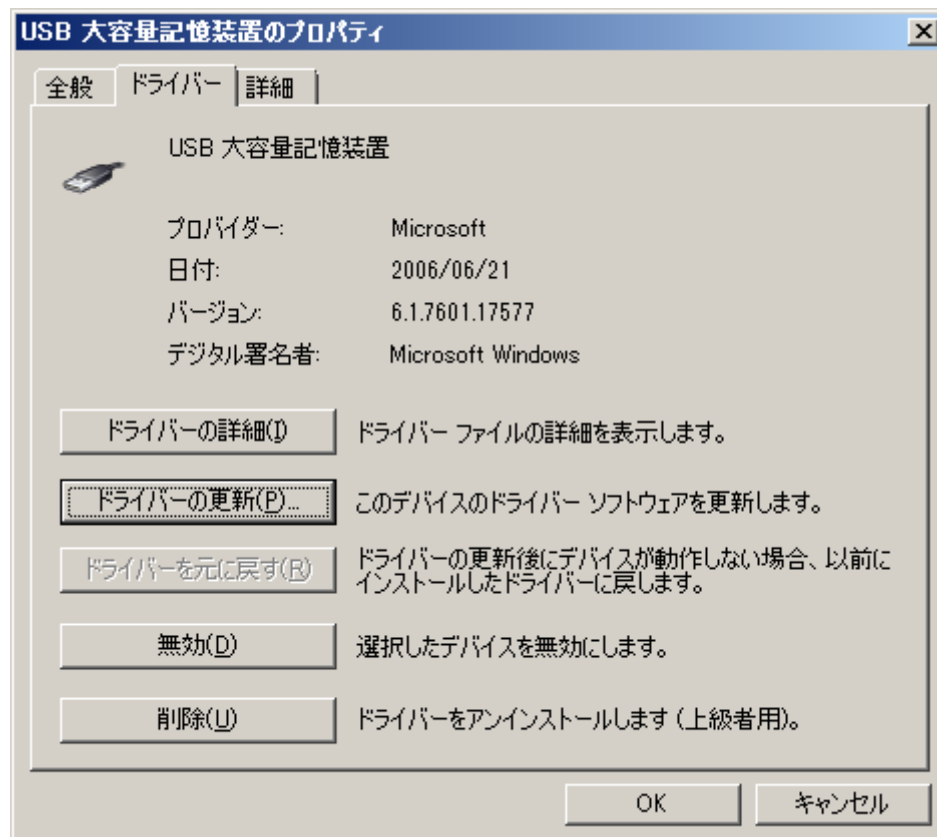 USB 大容量記憶装置のプロパティ
全般 ドライバー 詳細
USB 大容量記憶装置
プロバイダー: Microsoft
日付: 2006/06/21
バージョン: 6.1.7601.17577
デジタル署名者: Microsoft Windows
ドライバーの詳細(I) ドライバー ファイルの詳細を表示します。
ドライバーの更新(P)... このデバイスのドライバー ソフトウェアを更新します。
ドライバーを元に戻す(R) ドライバーの更新後にデバイスが動作しない場合、以前に
インストールしたドライバーに戻します。
無効(D) 選択したデバイスを無効にします。
削除(U) ドライバーをアンインストールします (上級者用)。
OK キャンセル